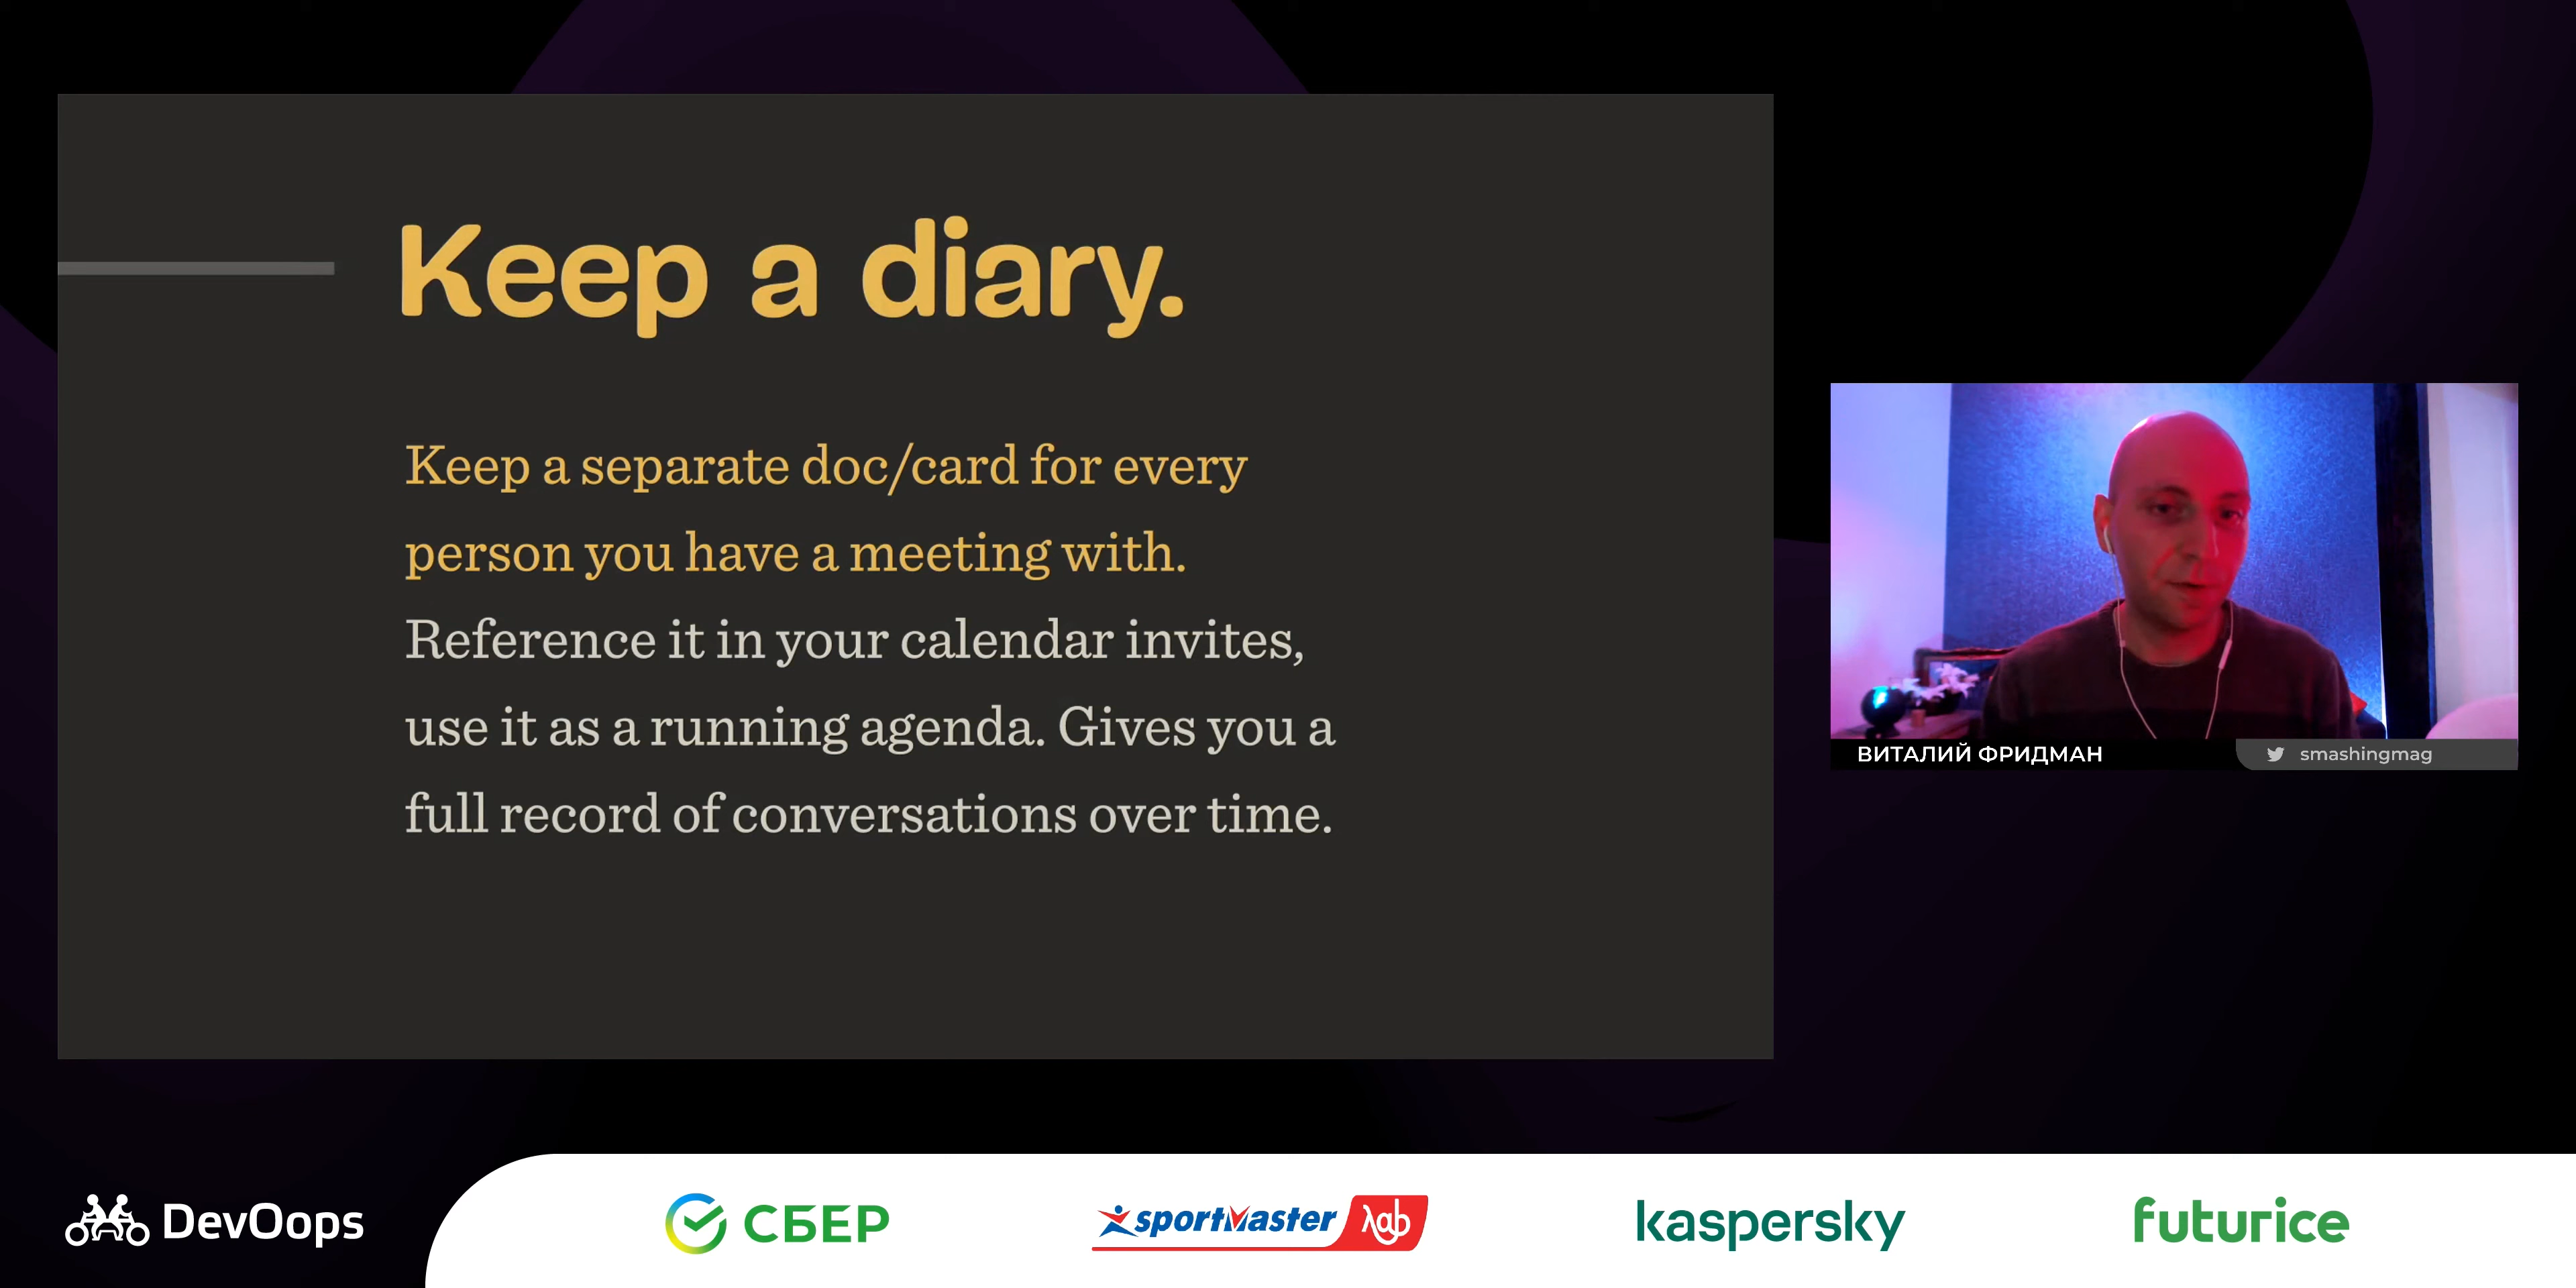 Keep a diary.
Keep a separate doc/card for every
person you have a meeting with.
Reference it in your calendar invites,
use it as a running agenda. Gives you a
full record of conversations over time.
ВИТАЛИЙ ФРИДМАН
smashingmag
DevOops
СБЕР
sportmaster лab
kaspersky
futurice